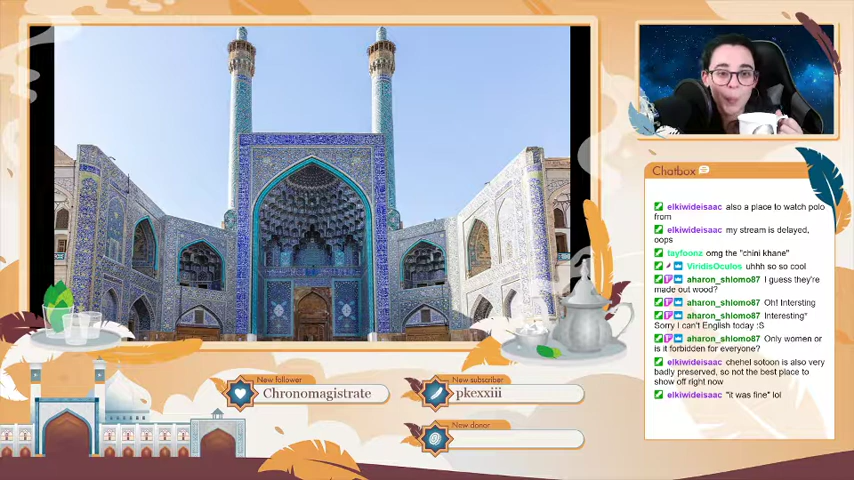 Chatbox
elkiwideisaac also a place to watch polo
from
elkiwideisaac my stream is delayed,
oops
tayfoonz omg the "chini khane"
ViridisOculos uhhh so so cool
aharon_shlomo87 I guess they're
made out wood?
aharon_shlomo87 Oh! Intersting
aharon_shlomo87 Interesting*
Sorry I can't English today :S
aharon_shlomo87 Only women or
is it forbidden for everyone?
elkiwideisaac chehel sotoon is also very
badly preserved, so not the best place to
show off right now
elkiwideisaac "it was fine" lol
New follower
Chronomagistrate
New subscriber
pkexxiii
New donor